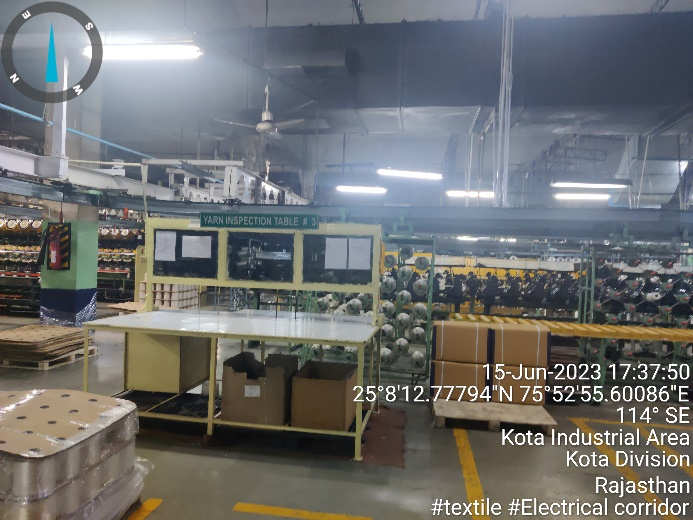 E
S
N
W
YARN INSPECTION TABLE # 3
15-Jun-2023 17:37:50
25°8'12.77794"N 75°52'55.60086"E
114° SE
Kota Industrial Area
Kota Division
Rajasthan
#textile #Electrical corridor